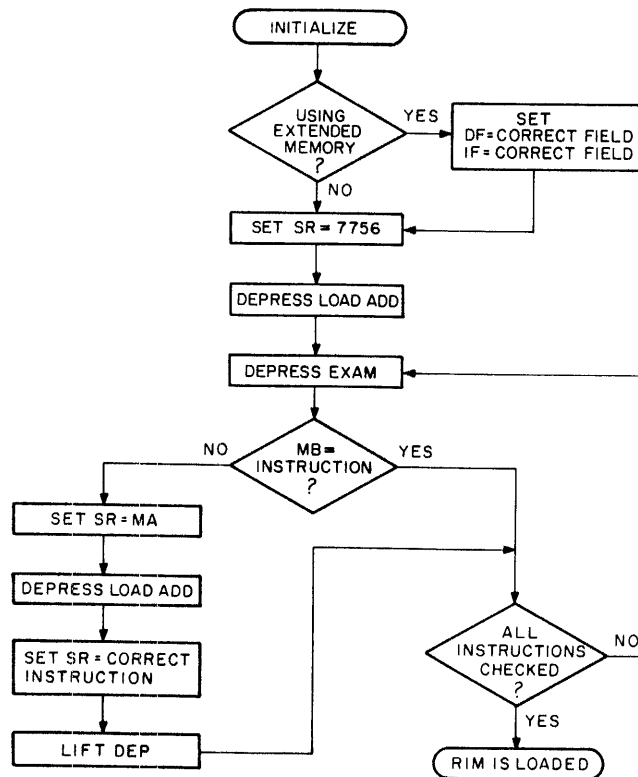 INITIALIZE
USING
EXTENDED
MEMORY
?
YES
SET
DF=CORRECT FIELD
IF=CORRECT FIELD
NO
SET SR=7756
DEPRESS LOAD ADD
DEPRESS EXAM
MB=
INSTRUCTION
?
NO
YES
SET SR=MA
DEPRESS LOAD ADD
SET SR=CORRECT
INSTRUCTION
LIFT DEP
ALL
INSTRUCTIONS
CHECKED
?
NO
YES
RIM IS LOADED